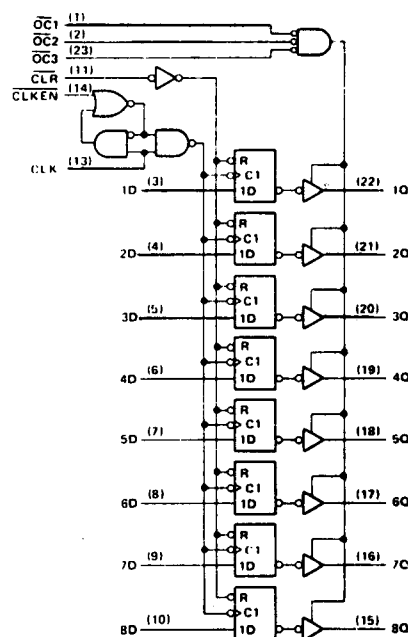 OC1 (1)
OC2 (2)
OC3 (23)
CLR (11)
CLKEN (14)
CLK (13)
R
C1
1D (3) 1D (22) 1Q
R
C1
2D (4) 1D (21) 2Q
R
C1
3D (5) 1D (20) 3Q
R
C1
4D (6) 1D (19) 4Q
R
C1
5D (7) 1D (18) 5Q
R
C1
6D (8) 1D (17) 6Q
R
C1
7D (9) 1D (16) 7Q
R
C1
8D (10) 1D (15) 8Q